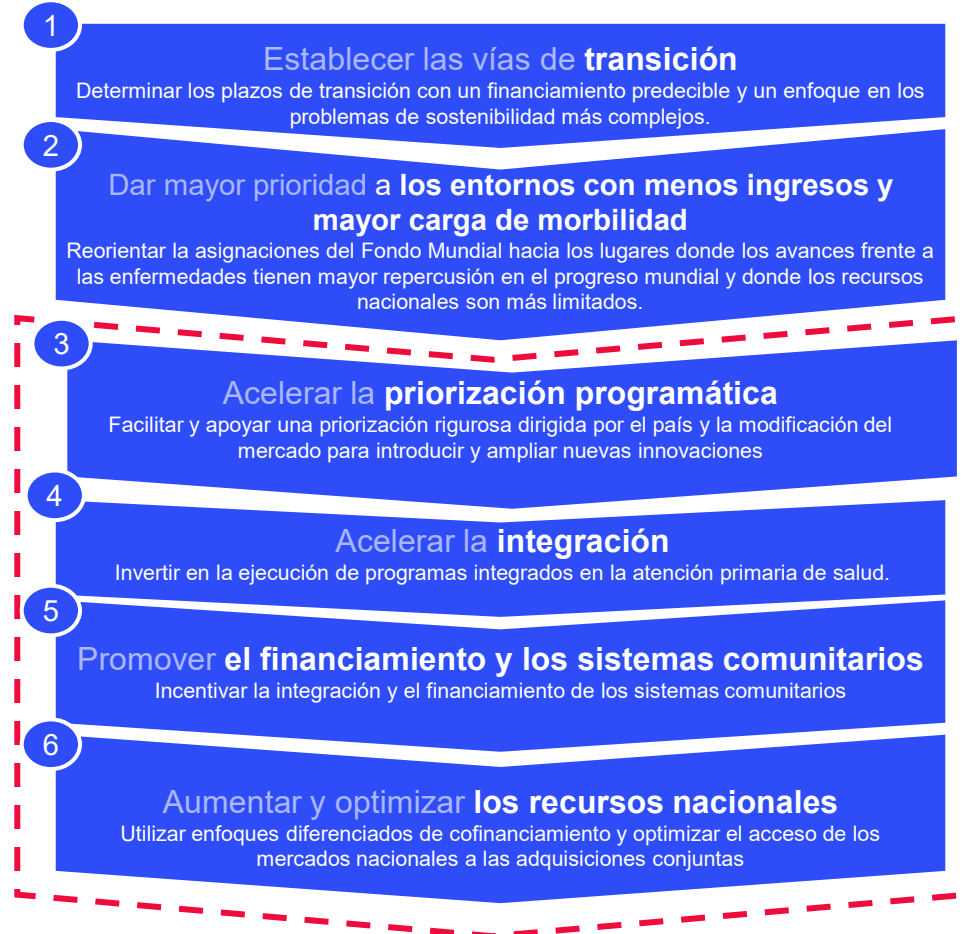 1
Establecer las vías de transición
Determinar los plazos de transición con un financiamiento predecible y un enfoque en los
problemas de sostenibilidad más complejos.
2
Dar mayor prioridad a los entornos con menos ingresos y
mayor carga de morbilidad
Reorientar la asignaciones del Fondo Mundial hacia los lugares donde los avances frente a
las enfermedades tienen mayor repercusión en el progreso mundial y donde los recursos
nacionales son más limitados.
3
Acelerar la priorización programática
Facilitar y apoyar una priorización rigurosa dirigida por el país y la modificación del
mercado para introducir y ampliar nuevas innovaciones
4
Acelerar la integración
Invertir en la ejecución de programas integrados en la atención primaria de salud.
5
Promover el financiamiento y los sistemas comunitarios
Incentivar la integración y el financiamiento de los sistemas comunitarios
6
Aumentar y optimizar los recursos nacionales
Utilizar enfoques diferenciados de cofinanciamiento y optimizar el acceso de los
mercados nacionales a las adquisiciones conjuntas